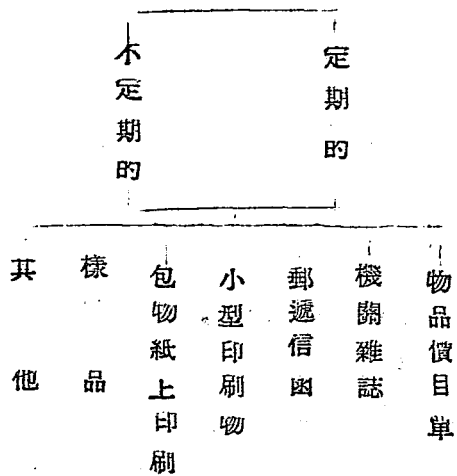 定期的
不定期的
物品價目單
機關雜誌
郵遞信函
小型印刷物
包物紙上印刷
樣品
其他